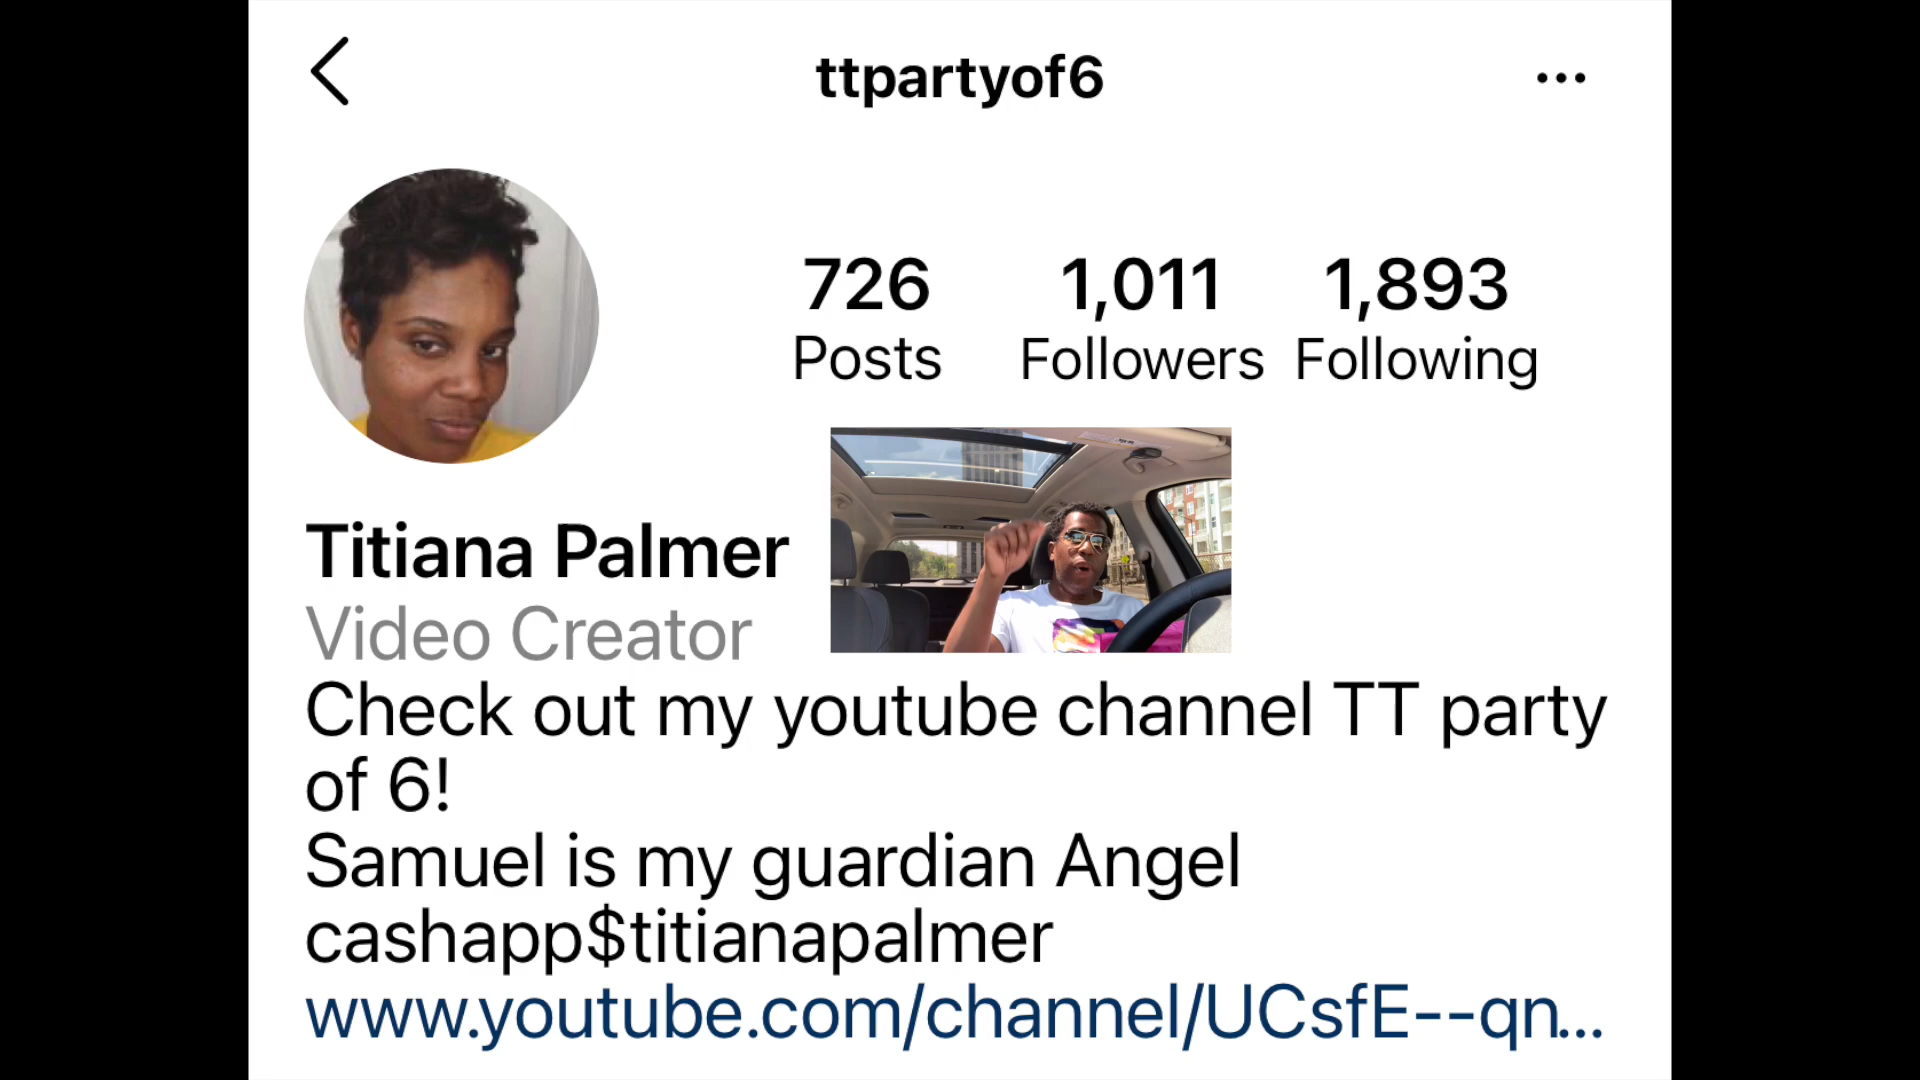 ttpartyof6
726 1,011 1,893
Posts Followers Following
Titiana Palmer
Video Creator
Check out my youtube channel TT party
of 6!
Samuel is my guardian Angel
cashapp$titianapalmer
www.youtube.com/channel/UCsfE--qn...